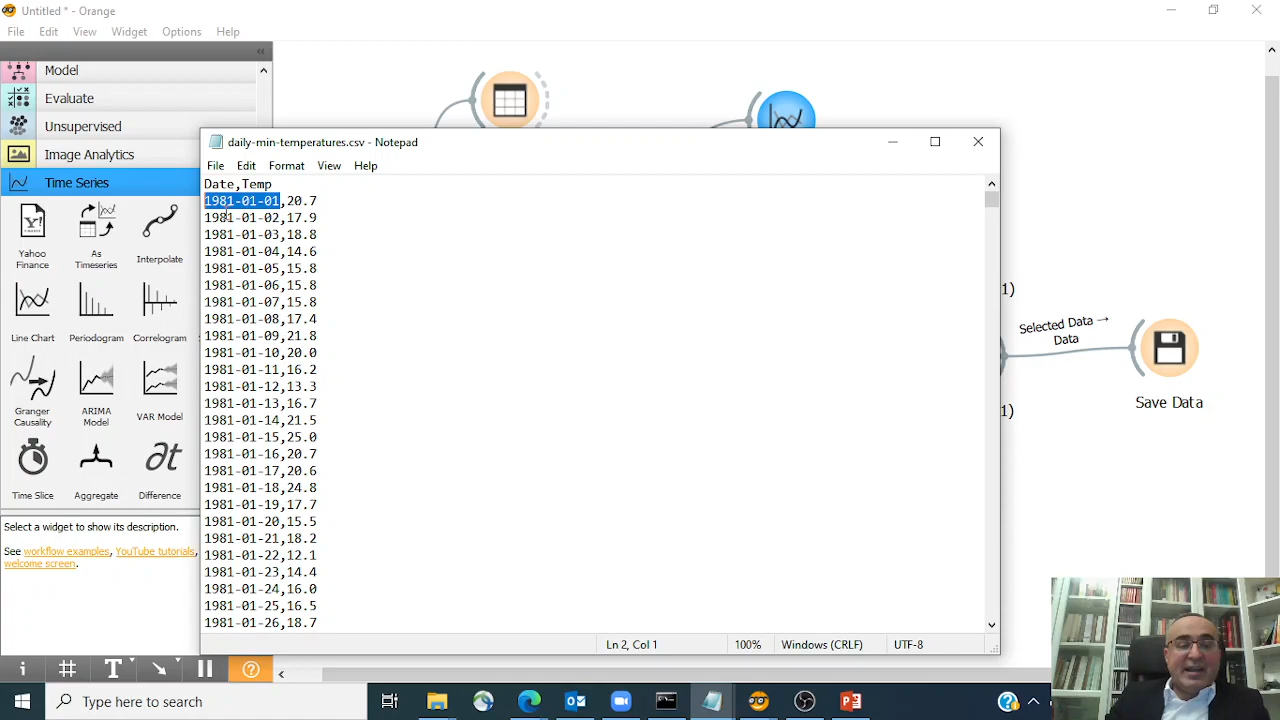 Untitled * - Orange
File Edit View Widget Options Help
Model
Evaluate
Unsupervised
Image Analytics
Time Series
Yahoo Finance
As Timeseries
Interpolate
Line Chart
Periodogram
Correlogram
Granger Causality
ARIMA Model
VAR Model
Time Slice
Aggregate
Difference
Select a widget to show its description.
See workflow examples, YouTube tutorials,
welcome screen.
daily-min-temperatures.csv - Notepad
File Edit Format View Help
Date,Temp
1981-01-01,20.7
1981-01-02,17.9
1981-01-03,18.8
1981-01-04,14.6
1981-01-05,15.8
1981-01-06,15.8
1981-01-07,15.8
1981-01-08,17.4
1981-01-09,21.8
1981-01-10,20.0
1981-01-11,16.2
1981-01-12,13.3
1981-01-13,16.7
1981-01-14,21.5
1981-01-15,25.0
1981-01-16,20.7
1981-01-17,20.6
1981-01-18,24.8
1981-01-19,17.7
1981-01-20,15.5
1981-01-21,18.2
1981-01-22,12.1
1981-01-23,14.4
1981-01-24,16.0
1981-01-25,16.5
1981-01-26,18.7
Ln 2, Col 1 100% Windows (CRLF) UTF-8
1)
Selected Data →
Data
1)
Save Data
Type here to search